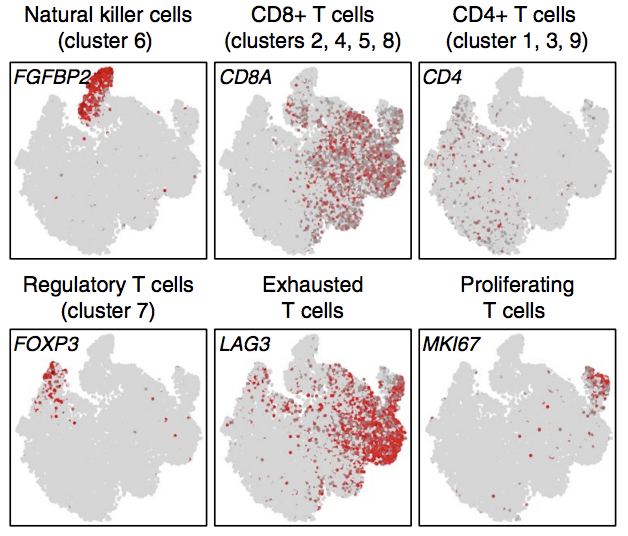 Natural killer cells
(cluster 6)
CD8+ T cells
(clusters 2, 4, 5, 8)
CD4+ T cells
(cluster 1, 3, 9)
FGFBP2
CD8A
CD4
Regulatory T cells
(cluster 7)
Exhausted
T cells
Proliferating
T cells
FOXP3
LAG3
MKI67